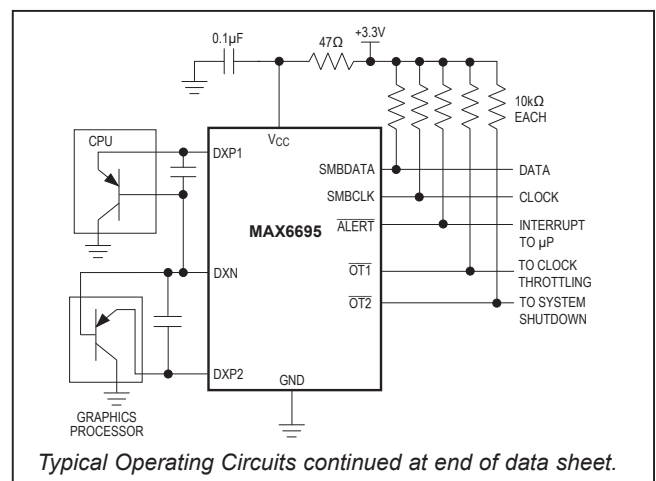 +3.3V
0.1µF
47Ω
10kΩ
EACH
CPU
DXP1
VCC
SMBDATA
DATA
SMBCLK
CLOCK
MAX6695
ALERT
INTERRUPT
TO µP
DXN
OT1
TO CLOCK
THROTTLING
OT2
TO SYSTEM
SHUTDOWN
DXP2
GND
GRAPHICS
PROCESSOR
Typical Operating Circuits continued at end of data sheet.